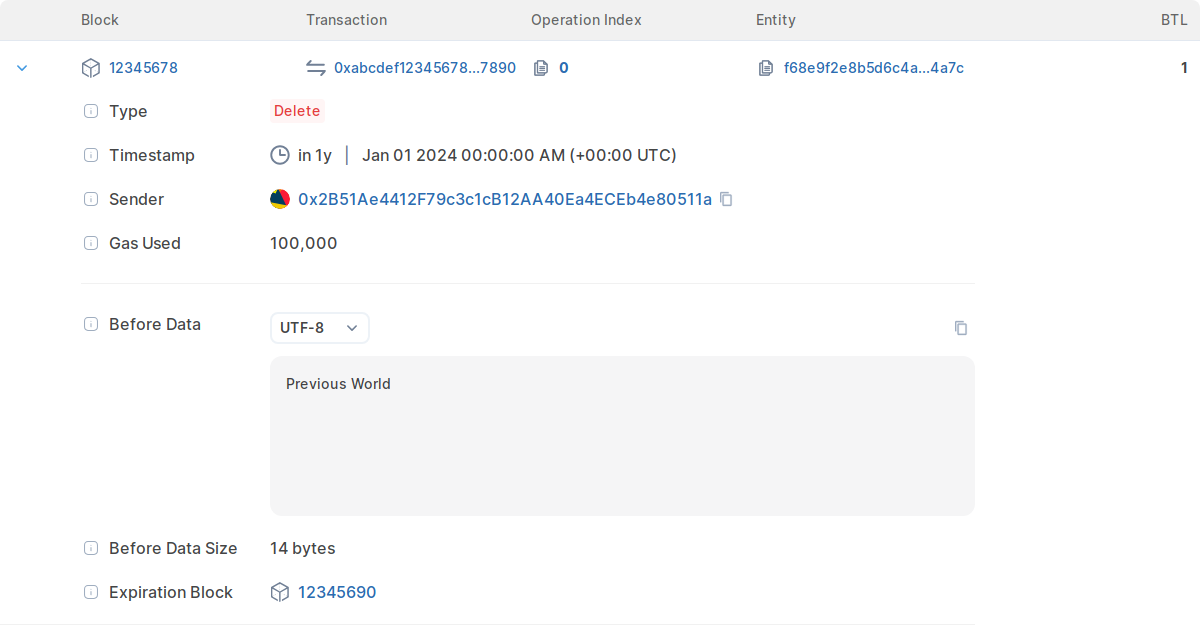 Block Transaction Operation Index Entity BTL
12345678 0xabcdef12345678...7890 0 f68e9f2e8b5d6c4a...4a7c 1
Type Delete
Timestamp in 1y | Jan 01 2024 00:00:00 AM (+00:00 UTC)
Sender 0x2B51Ae4412F79c3c1cB12AA40Ea4ECEb4e80511a
Gas Used 100,000
Before Data UTF-8
Previous World
Before Data Size 14 bytes
Expiration Block 12345690